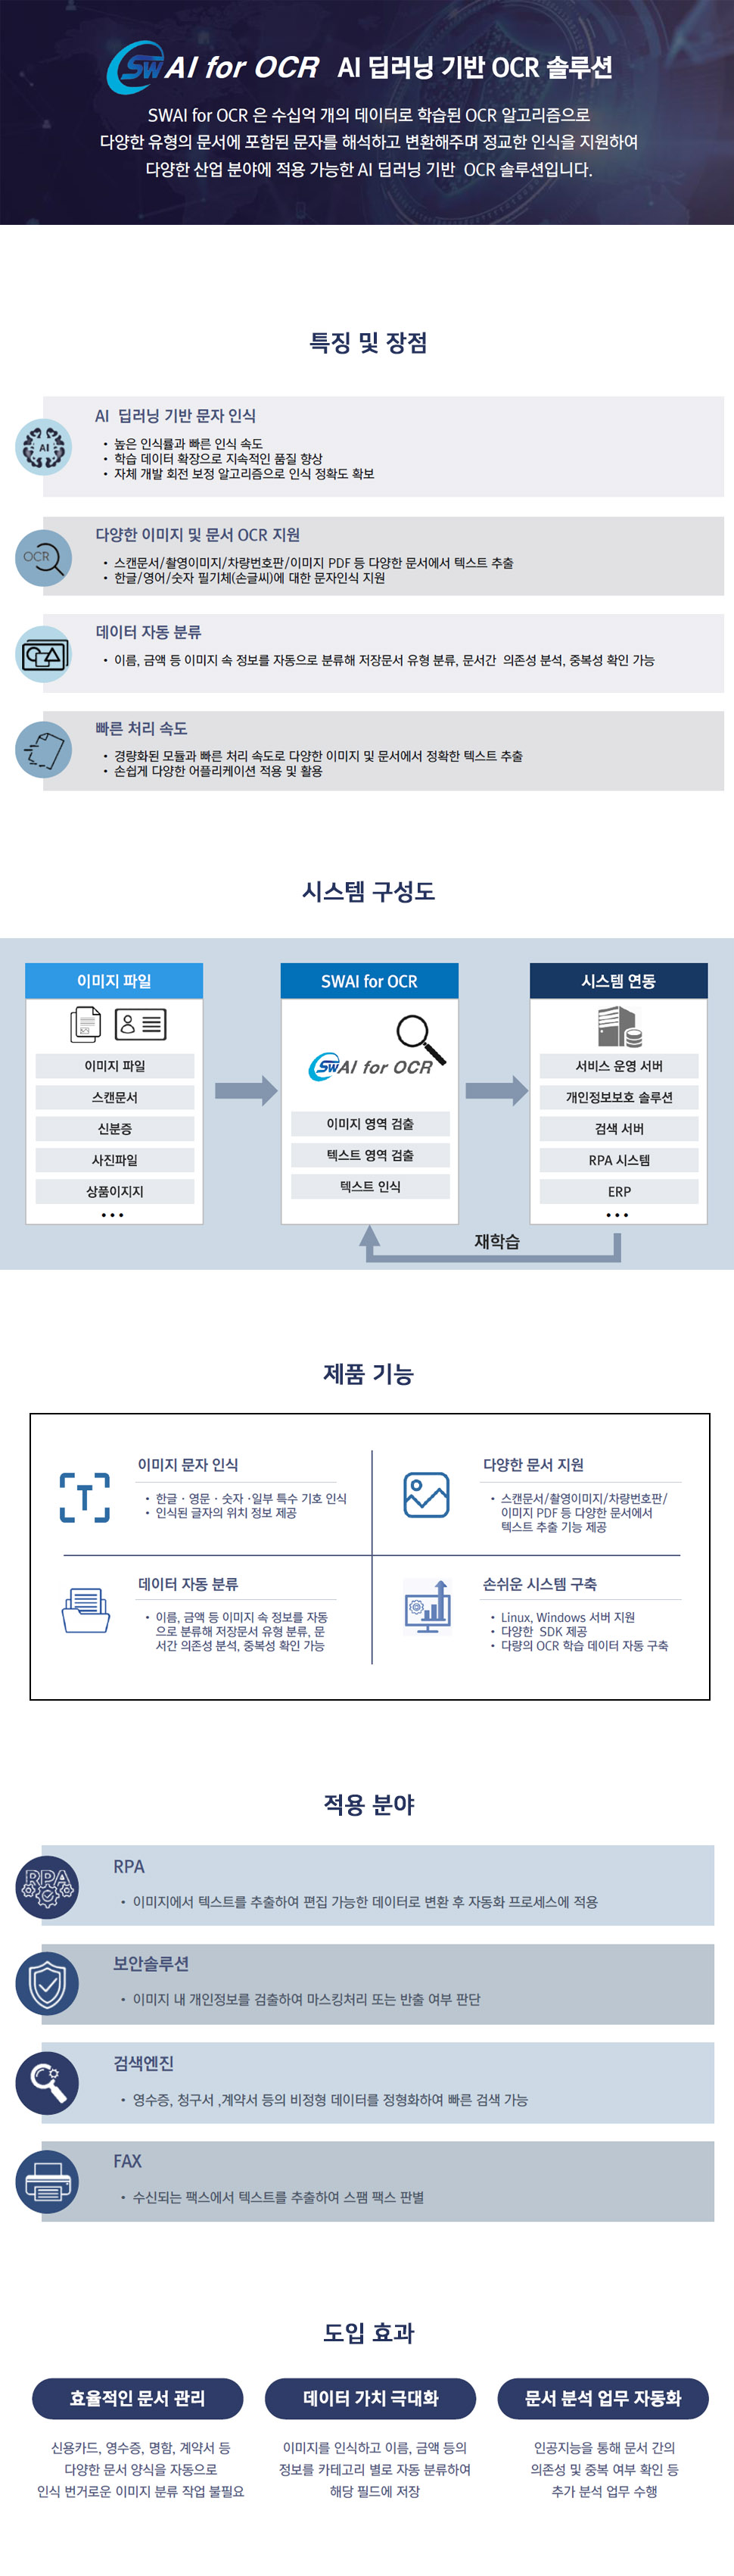 SW AI for OCR AI 딥러닝 기반 OCR 솔루션
SWAI for OCR 은 수십억 개의 데이터로 학습된 OCR 알고리즘으로
다양한 유형의 문서에 포함된 문자를 해석하고 변환해주며 정교한 인식을 지원하여
다양한 산업 분야에 적용 가능한 AI 딥러닝 기반 OCR 솔루션입니다.
특징 및 장점
AI
AI 딥러닝 기반 문자 인식
• 높은 인식률과 빠른 인식 속도
• 학습 데이터 확장으로 지속적인 품질 향상
• 자체 개발 회전 보정 알고리즘으로 인식 정확도 확보
OCR
다양한 이미지 및 문서 OCR 지원
• 스캔문서/촬영이미지/차량번호판/이미지 PDF 등 다양한 문서에서 텍스트 추출
• 한글/영어/숫자 필기체(손글씨)에 대한 문자인식 지원
데이터 자동 분류
• 이름, 금액 등 이미지 속 정보를 자동으로 분류해 저장문서 유형 분류, 문서간 의존성 분석, 중복성 확인 가능
빠른 처리 속도
• 경량화된 모듈과 빠른 처리 속도로 다양한 이미지 및 문서에서 정확한 텍스트 추출
• 손쉽게 다양한 어플리케이션 적용 및 활용
시스템 구성도
이미지 파일
이미지 파일
스캔문서
신분증
사진파일
상품이지지
•••
SWAI for OCR
SW AI for OCR
이미지 영역 검출
텍스트 영역 검출
텍스트 인식
시스템 연동
서비스 운영 서버
개인정보보호 솔루션
검색 서버
RPA 시스템
ERP
•••
재학습
제품 기능
T
이미지 문자 인식
• 한글 · 영문 · 숫자 ·일부 특수 기호 인식
• 인식된 글자의 위치 정보 제공
다양한 문서 지원
• 스캔문서/촬영이미지/차량번호판/
이미지 PDF 등 다양한 문서에서
텍스트 추출 기능 제공
데이터 자동 분류
• 이름, 금액 등 이미지 속 정보를 자동
으로 분류해 저장문서 유형 분류, 문
서간 의존성 분석, 중복성 확인 가능
손쉬운 시스템 구축
• Linux, Windows 서버 지원
• 다양한 SDK 제공
• 다량의 OCR 학습 데이터 자동 구축
적용 분야
RPA
RPA
• 이미지에서 텍스트를 추출하여 편집 가능한 데이터로 변환 후 자동화 프로세스에 적용
보안솔루션
• 이미지 내 개인정보를 검출하여 마스킹처리 또는 반출 여부 판단
검색엔진
• 영수증, 청구서 ,계약서 등의 비정형 데이터를 정형화하여 빠른 검색 가능
FAX
• 수신되는 팩스에서 텍스트를 추출하여 스팸 팩스 판별
도입 효과
효율적인 문서 관리
신용카드, 영수증, 명함, 계약서 등
다양한 문서 양식을 자동으로
인식 번거로운 이미지 분류 작업 불필요
데이터 가치 극대화
이미지를 인식하고 이름, 금액 등의
정보를 카테고리 별로 자동 분류하여
해당 필드에 저장
문서 분석 업무 자동화
인공지능을 통해 문서 간의
의존성 및 중복 여부 확인 등
추가 분석 업무 수행